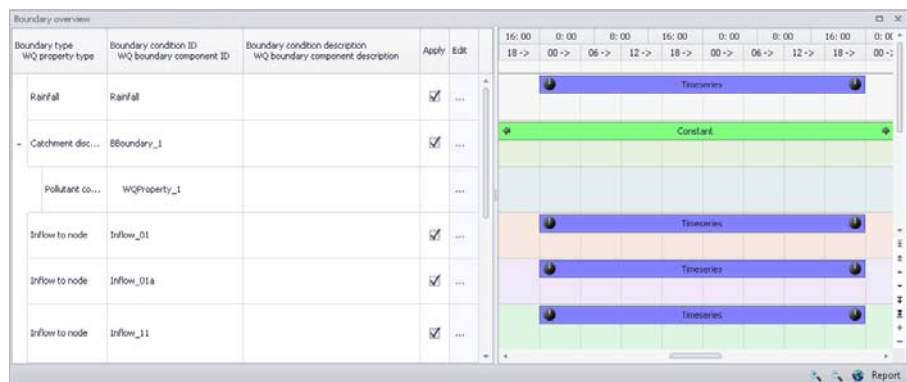 Boundary overview
Boundary type
WQ property type
Boundary condition ID
WQ boundary component ID
Boundary condition description
WQ boundary component description
Apply Edit
16: 00 0: 00 8: 00 16: 00 0: 00 8: 00 16: 00
18 -> 00 -> 06 -> 12 -> 18 -> 00 -> 06 -> 12 -> 18 ->
Rainfall Rainfall ... Timeseries
Catchment disc... BBoundary_1 ... Constant
Pollutant co... WQProperty_1 ...
Inflow to node Inflow_01 ... Timeseries
Inflow to node Inflow_01a ... Timeseries
Inflow to node Inflow_11 ... Timeseries
Report